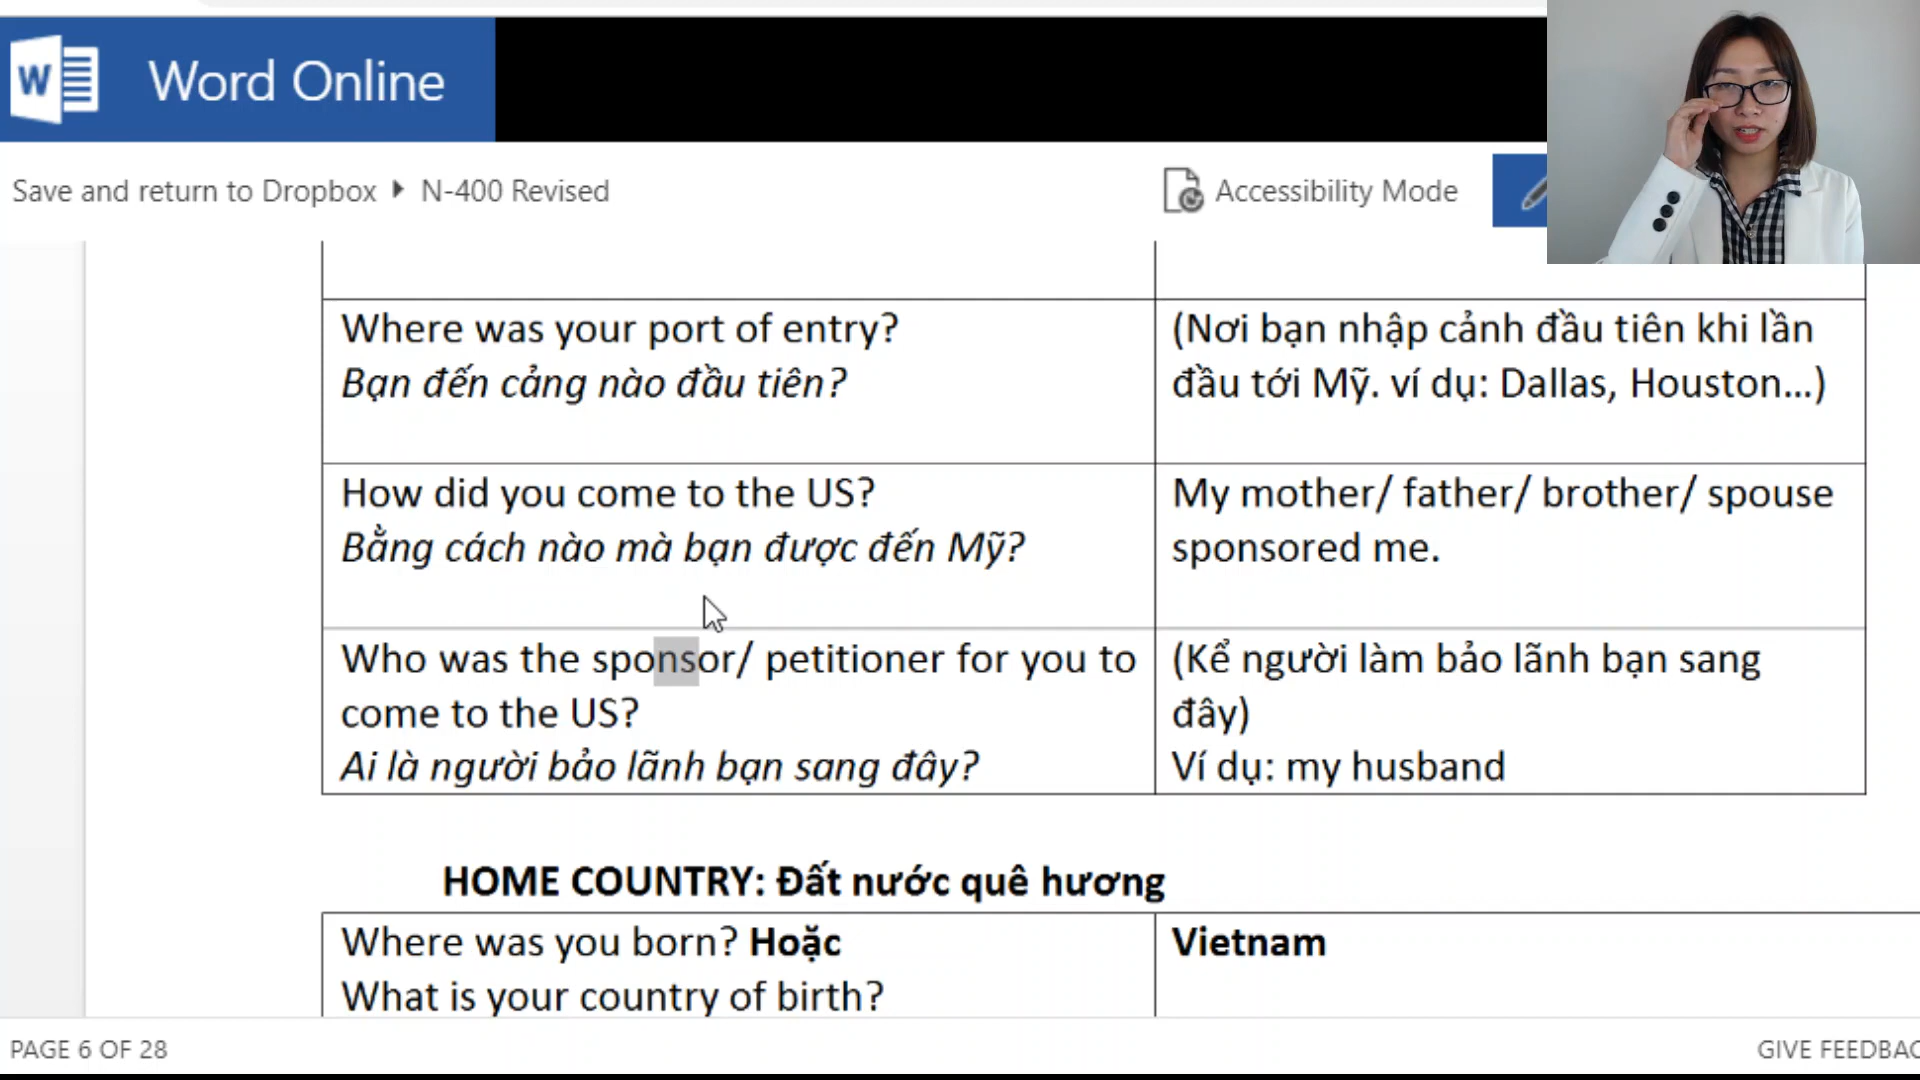 Word Online
Save and return to Dropbox N-400 Revised
Accessibility Mode
Where was your port of entry?
Bạn đến cảng nào đầu tiên?
(Nơi bạn nhập cảnh đầu tiên khi lần
đầu tới Mỹ. ví dụ: Dallas, Houston...)
How did you come to the US?
Bằng cách nào mà bạn được đến Mỹ?
My mother/ father/ brother/ spouse
sponsored me.
Who was the sponsor/ petitioner for you to
come to the US?
Ai là người bảo lãnh bạn sang đây?
(Kể người làm bảo lãnh bạn sang
đây)
Ví dụ: my husband
HOME COUNTRY: Đất nước quê hương
Where was you born? Hoặc
What is your country of birth?
Vietnam
PAGE 6 OF 28
GIVE FEEDBAC